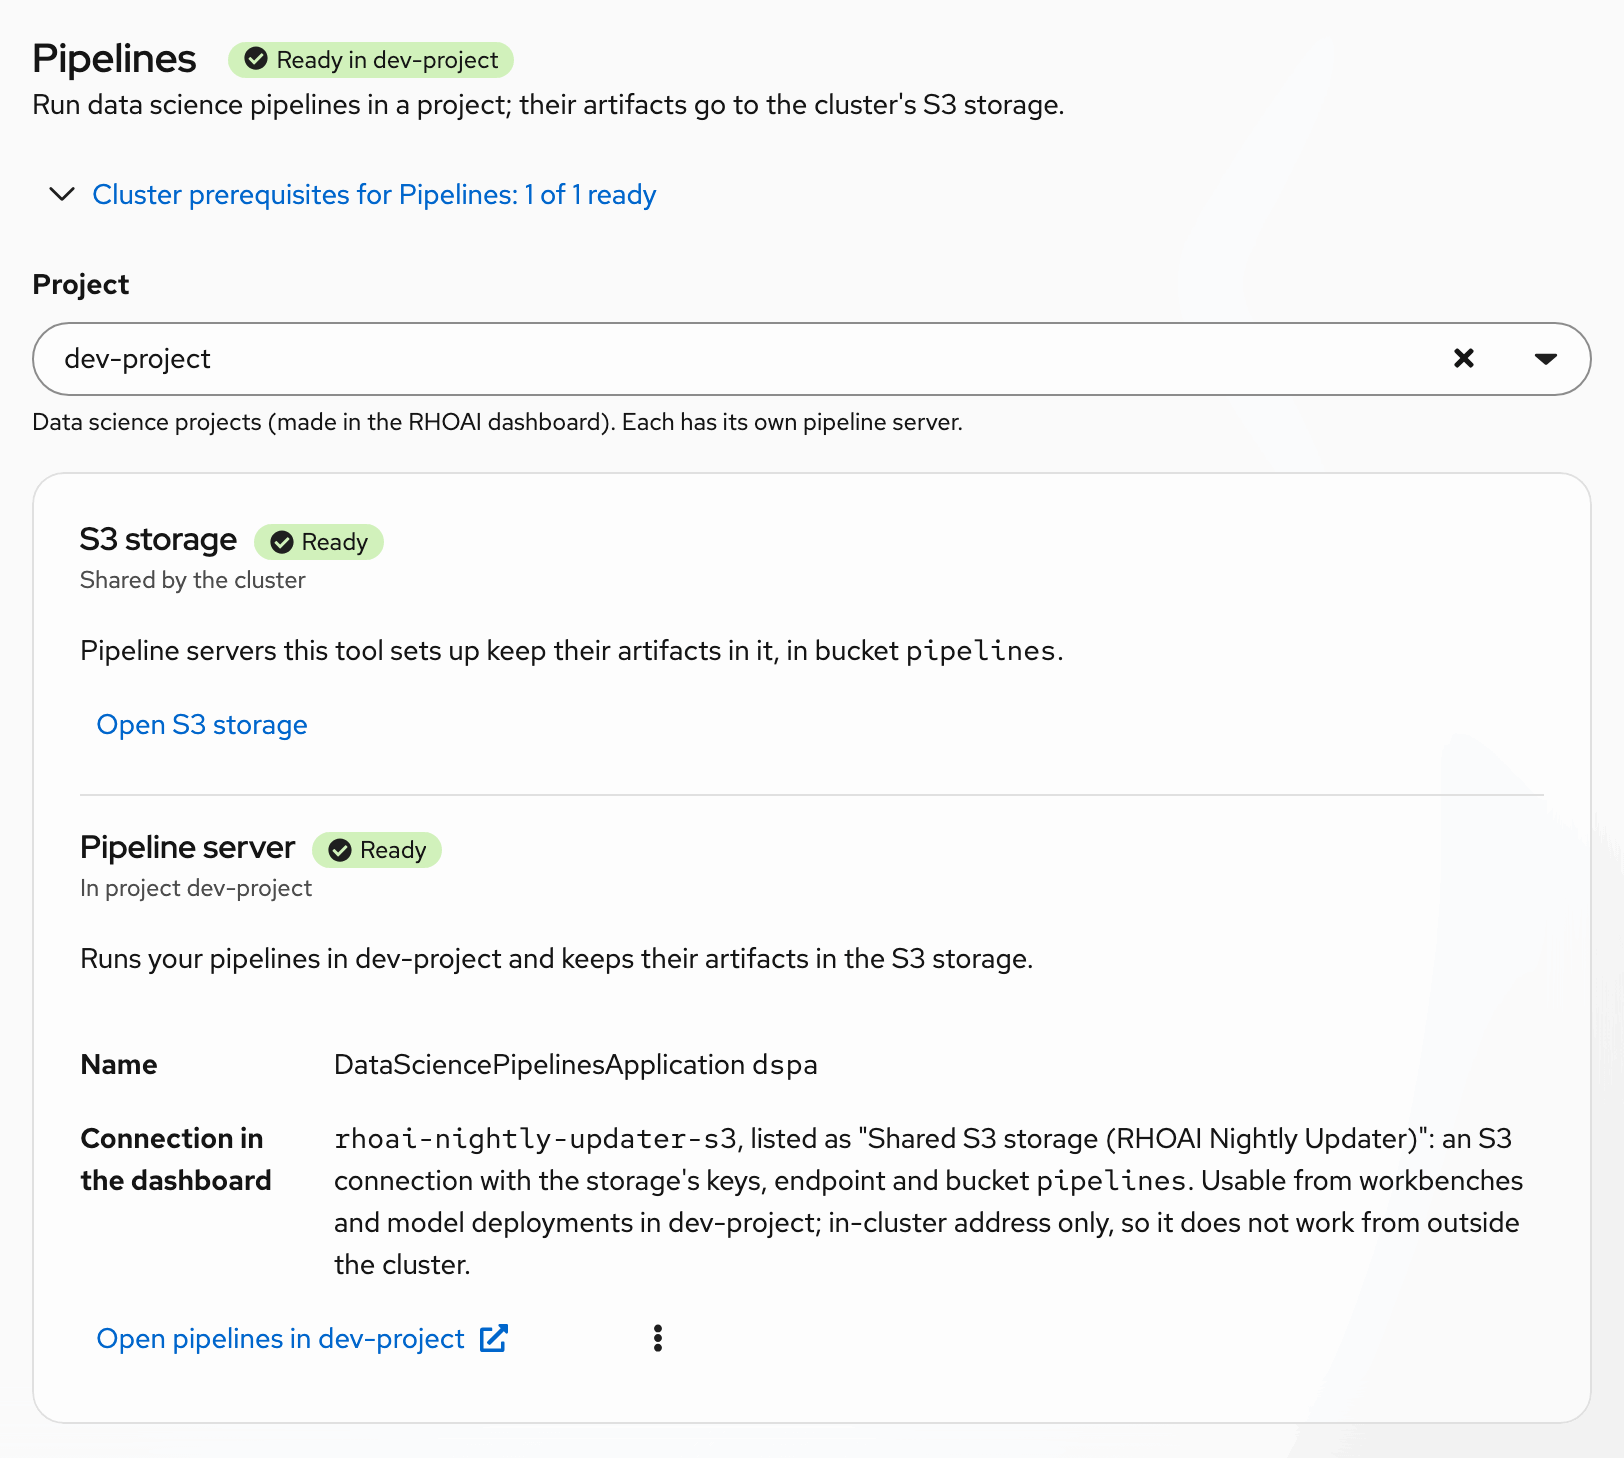 Pipelines
Ready in dev-project
Run data science pipelines in a project; their artifacts go to the cluster's S3 storage.
Cluster prerequisites for Pipelines: 1 of 1 ready
Project
dev-project
Data science projects (made in the RHOAI dashboard). Each has its own pipeline server.
S3 storage
Ready
Shared by the cluster
Pipeline servers this tool sets up keep their artifacts in it, in bucket pipelines.
Open S3 storage
Pipeline server
Ready
In project dev-project
Runs your pipelines in dev-project and keeps their artifacts in the S3 storage.
Name
DataSciencePipelinesApplication dspa
Connection in
the dashboard
rhoai-nightly-updater-s3, listed as "Shared S3 storage (RHOAI Nightly Updater)": an S3
connection with the storage's keys, endpoint and bucket pipelines. Usable from workbenches
and model deployments in dev-project; in-cluster address only, so it does not work from outside
the cluster.
Open pipelines in dev-project